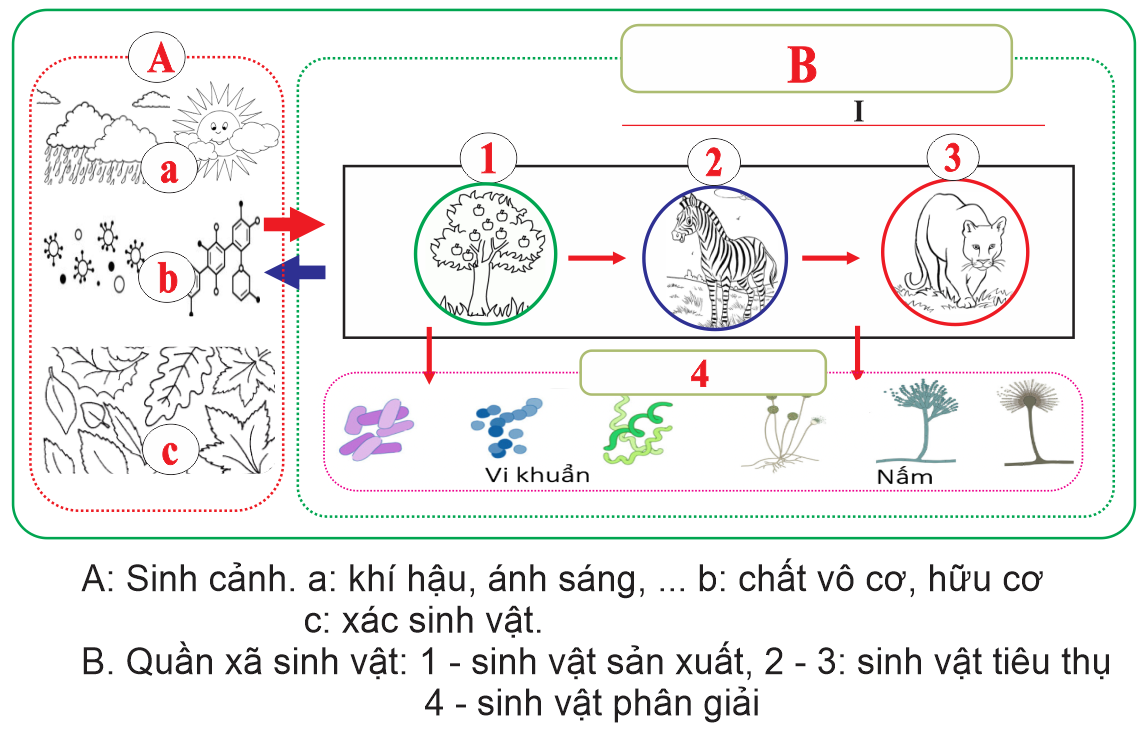 A
B
I
1
2
3
a
b
4
c
Vi khuẩn
Nấm
A: Sinh cảnh. a: khí hậu, ánh sáng, ... b: chất vô cơ, hữu cơ
c: xác sinh vật.
B. Quần xã sinh vật: 1 - sinh vật sản xuất, 2 - 3: sinh vật tiêu thụ
4 - sinh vật phân giải